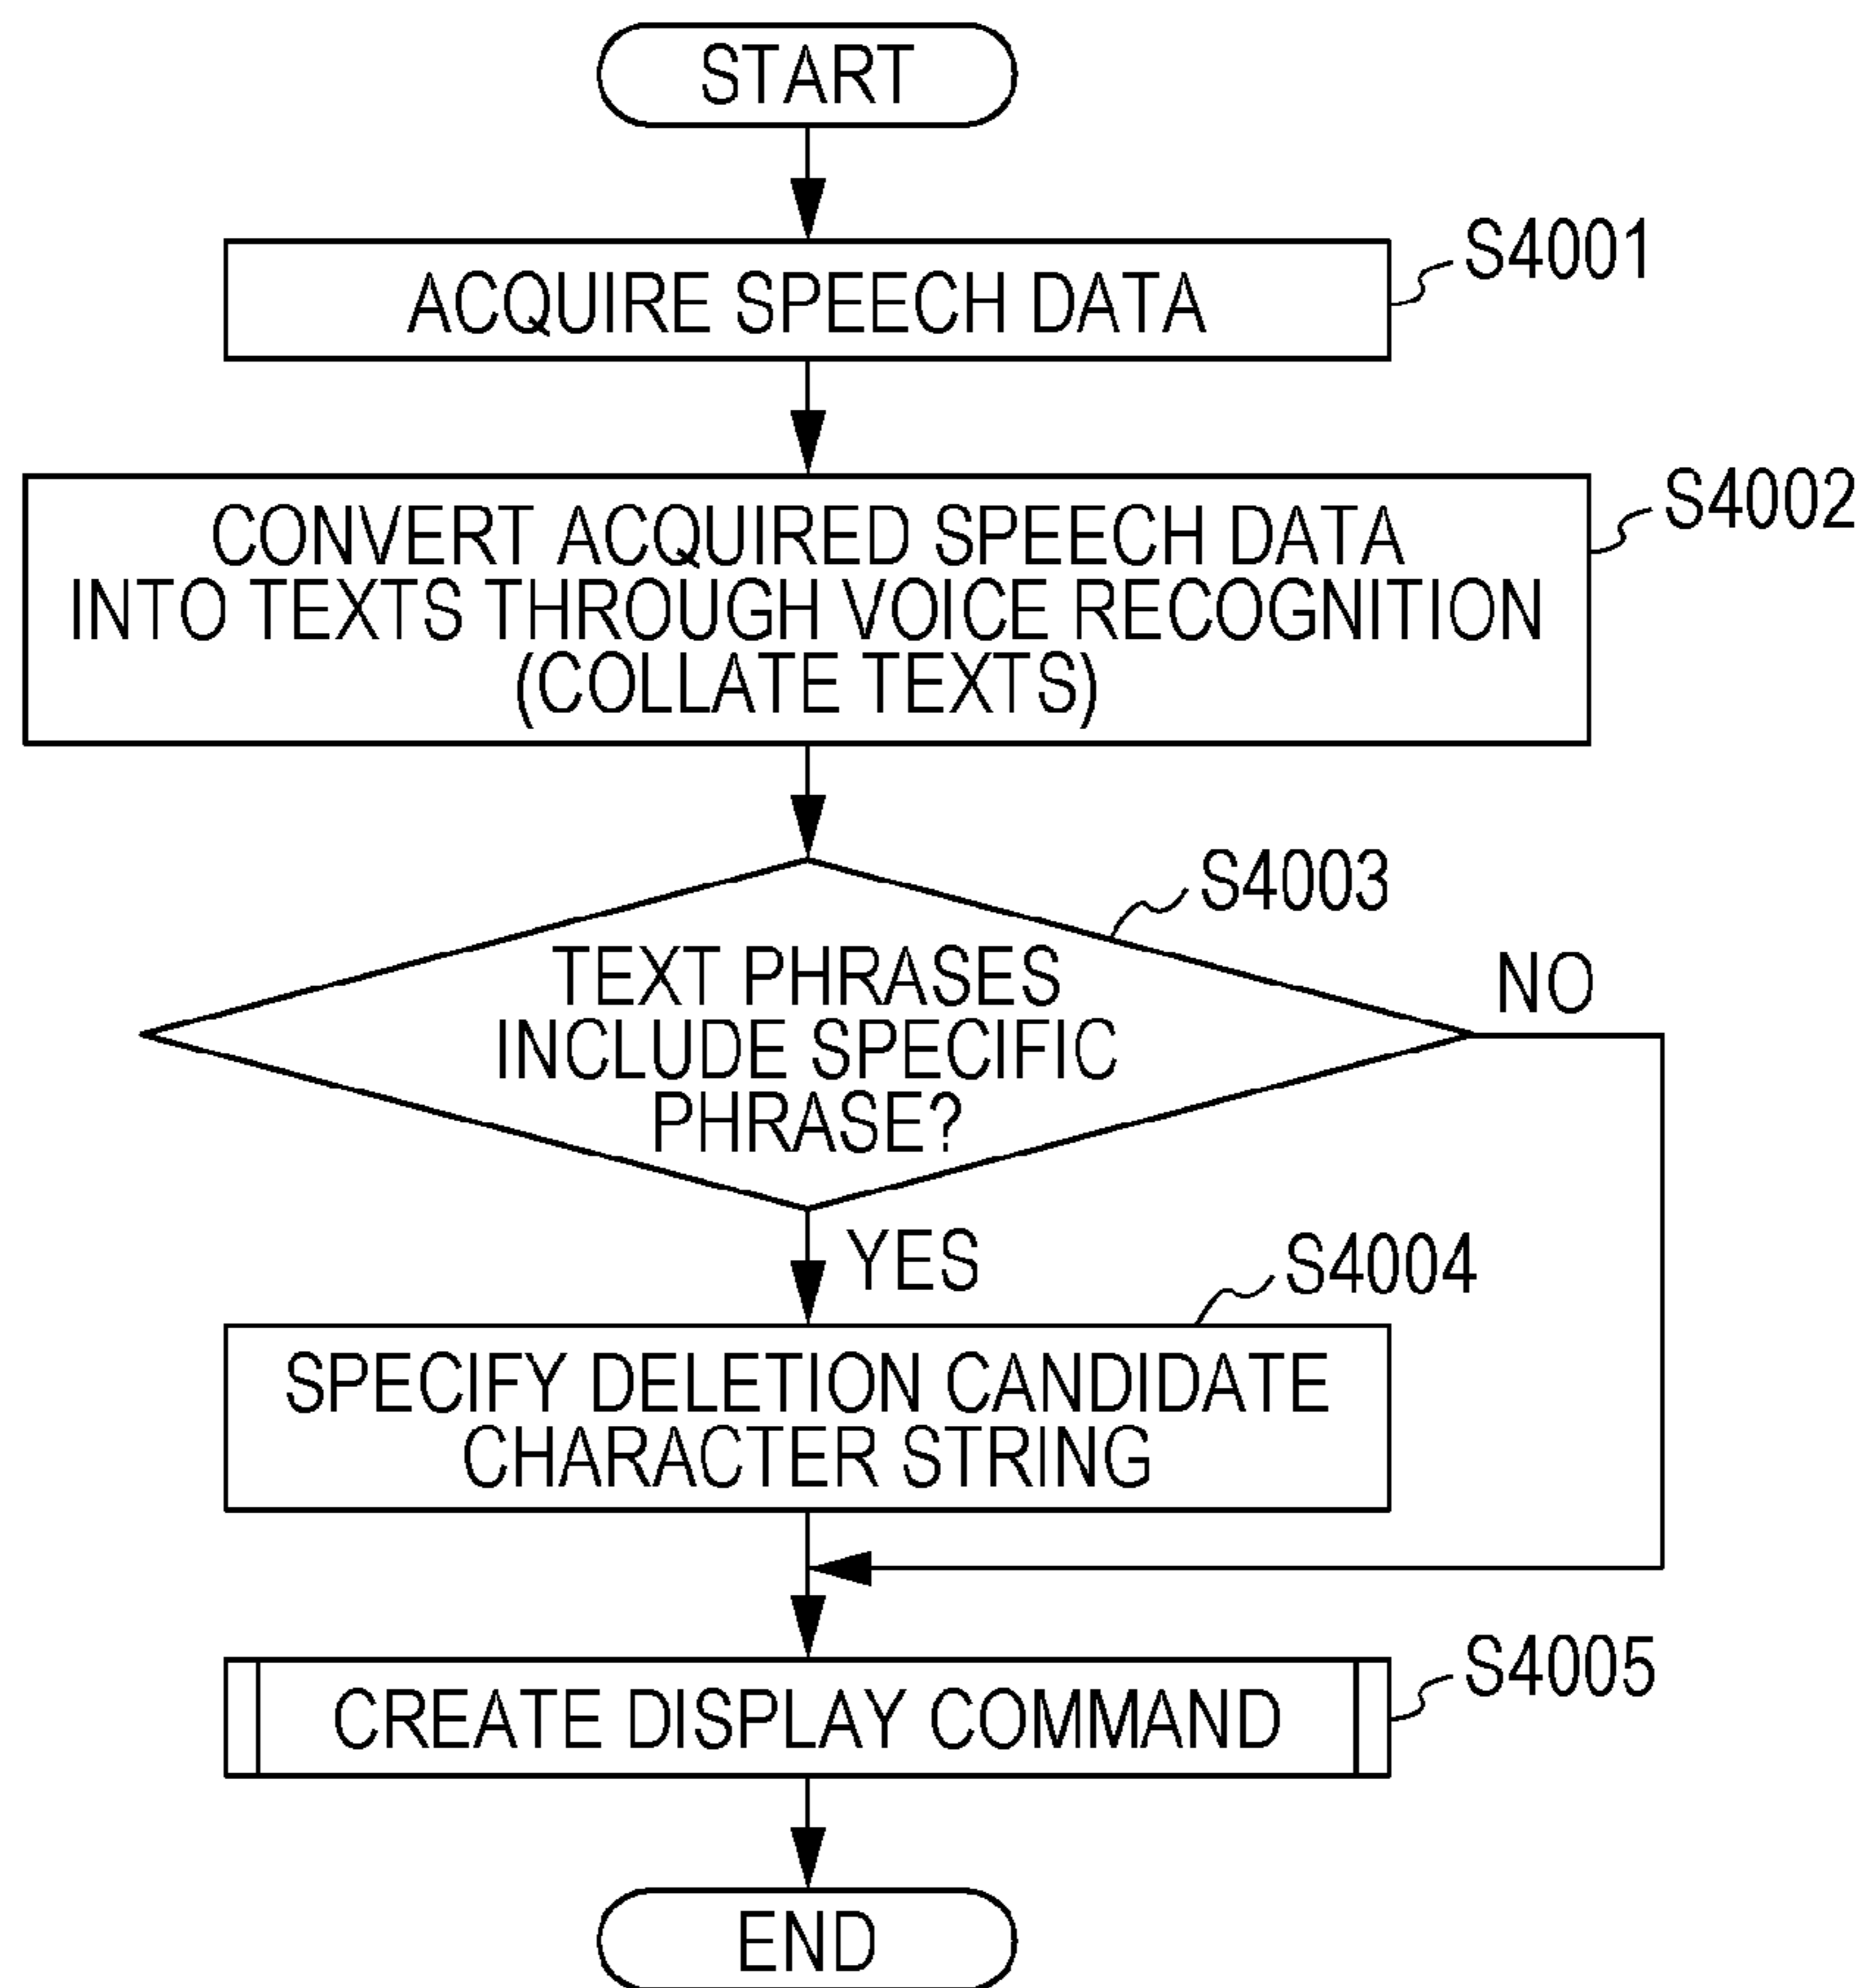 START
ACQUIRE SPEECH DATA
S4001
CONVERT ACQUIRED SPEECH DATA
INTO TEXTS THROUGH VOICE RECOGNITION
(COLLATE TEXTS)
S4002
TEXT PHRASES
INCLUDE SPECIFIC
PHRASE?
S4003
NO
YES
SPECIFY DELETION CANDIDATE
CHARACTER STRING
S4004
CREATE DISPLAY COMMAND
S4005
END